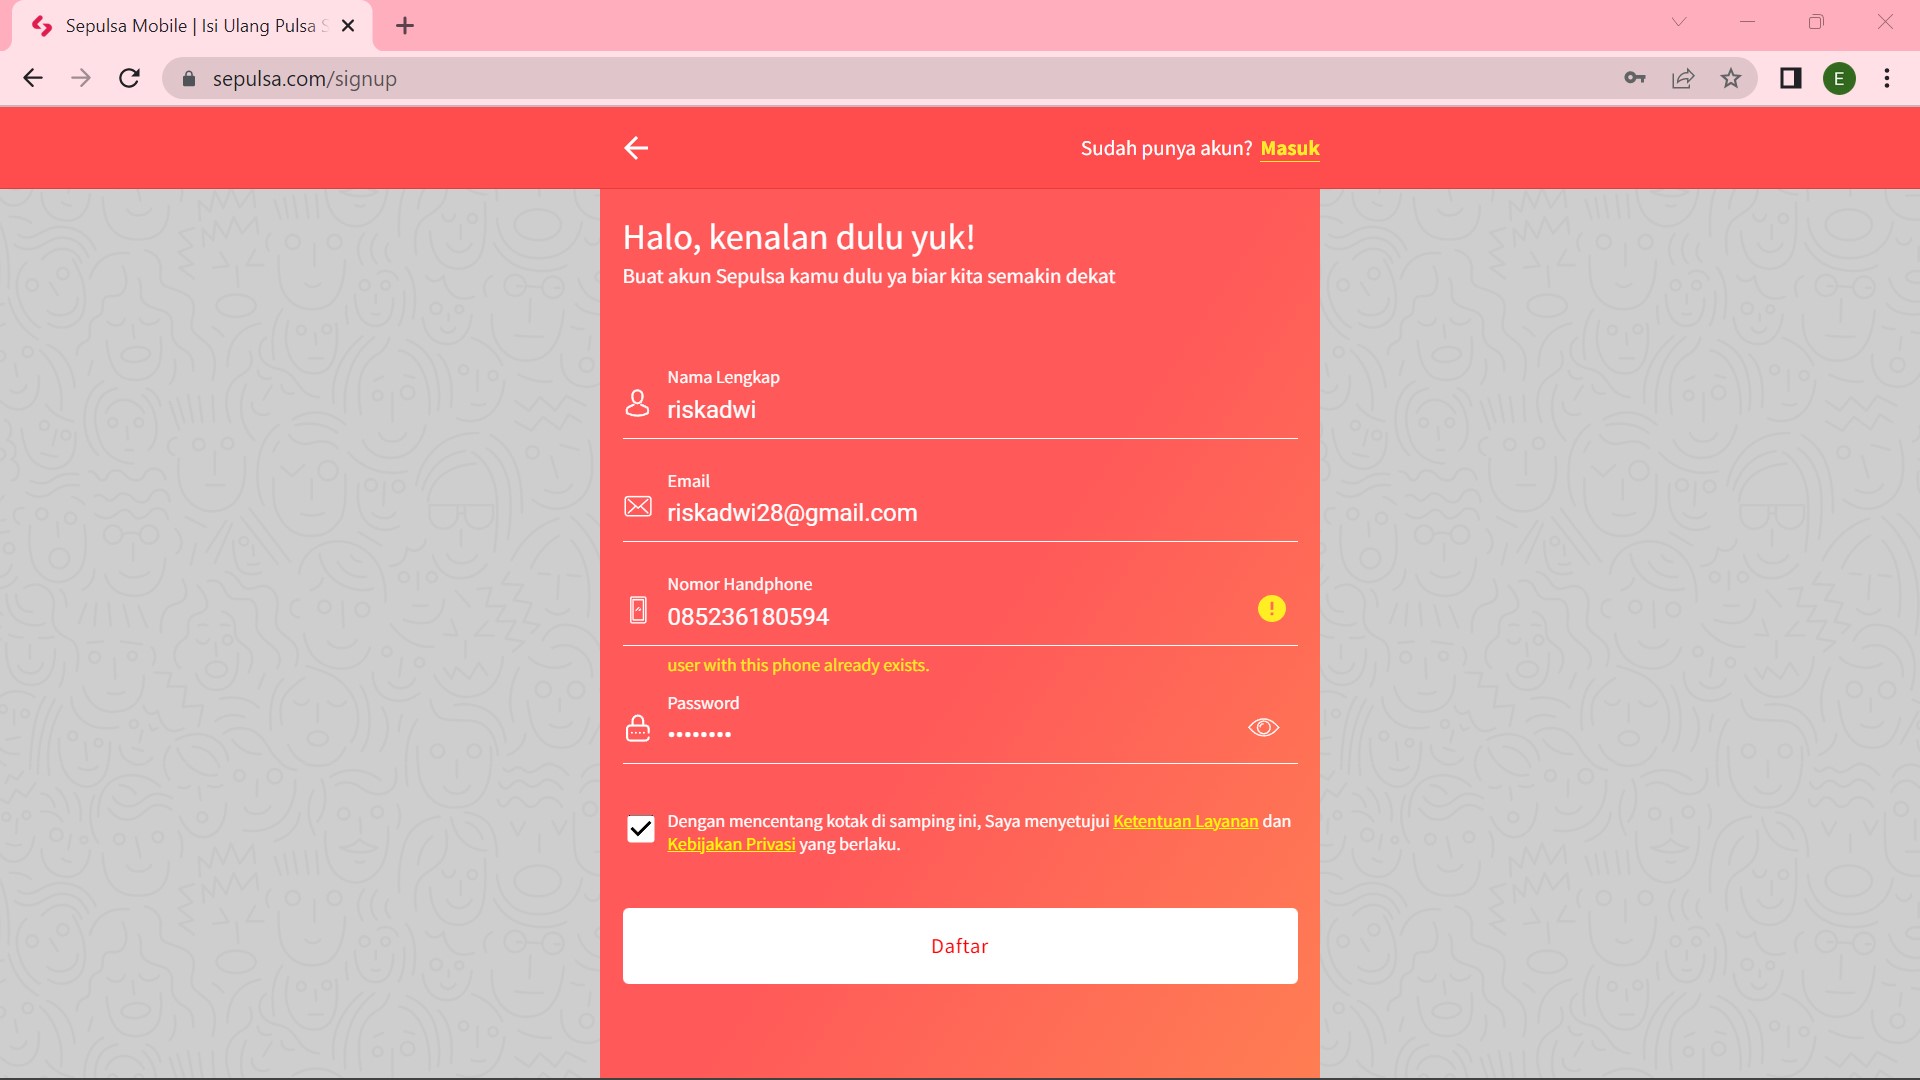 Sepulsa Mobile | Isi Ulang Pulsa
sepulsa.com/signup
E
Sudah punya akun? Masuk
Halo, kenalan dulu yuk!
Buat akun Sepulsa kamu dulu ya biar kita semakin dekat
Nama Lengkap
riskadwi
Email
riskadwi28@gmail.com
Nomor Handphone
085236180594
!
user with this phone already exists.
Password
••••••••
Dengan mencentang kotak di samping ini, Saya menyetujui Ketentuan Layanan dan
Kebijakan Privasi yang berlaku.
Daftar